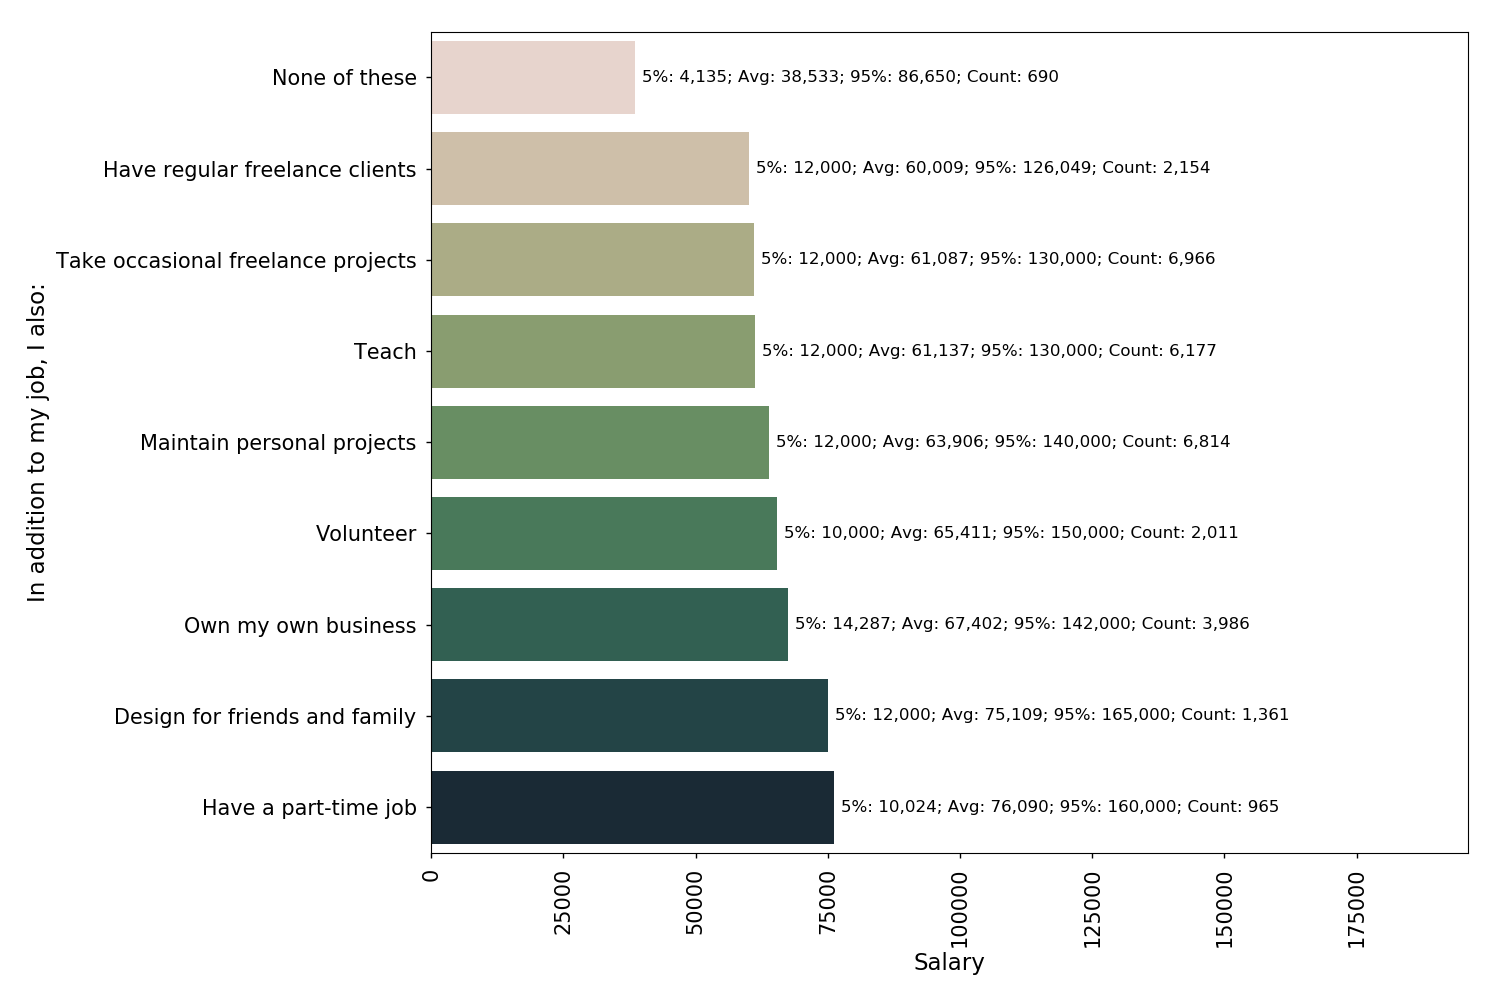 None of these
5%: 4,135; Avg: 38,533; 95%: 86,650; Count: 690
Have regular freelance clients
5%: 12,000; Avg: 60,009; 95%: 126,049; Count: 2,154
Take occasional freelance projects
5%: 12,000; Avg: 61,087; 95%: 130,000; Count: 6,966
Teach
5%: 12,000; Avg: 61,137; 95%: 130,000; Count: 6,177
Maintain personal projects
5%: 12,000; Avg: 63,906; 95%: 140,000; Count: 6,814
Volunteer
5%: 10,000; Avg: 65,411; 95%: 150,000; Count: 2,011
Own my own business
5%: 14,287; Avg: 67,402; 95%: 142,000; Count: 3,986
Design for friends and family
5%: 12,000; Avg: 75,109; 95%: 165,000; Count: 1,361
Have a part-time job
5%: 10,024; Avg: 76,090; 95%: 160,000; Count: 965
In addition to my job, I also:
0
25000
50000
75000
100000
125000
150000
175000
Salary